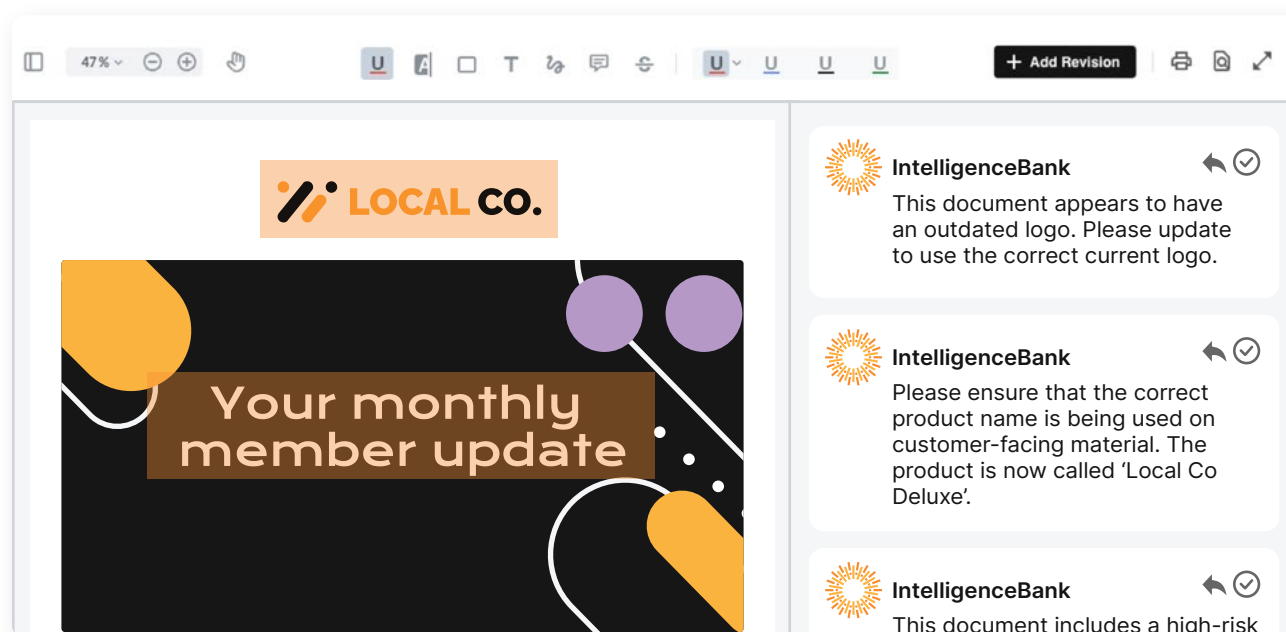 47%
U
T
S
U
U
U
U
+ Add Revision
LOCAL CO.
Your monthly
member update
IntelligenceBank
This document appears to have
an outdated logo. Please update
to use the correct current logo.
IntelligenceBank
Please ensure that the correct
product name is being used on
customer-facing material. The
product is now called ‘Local Co
Deluxe’.
IntelligenceBank
This document includes a high-risk